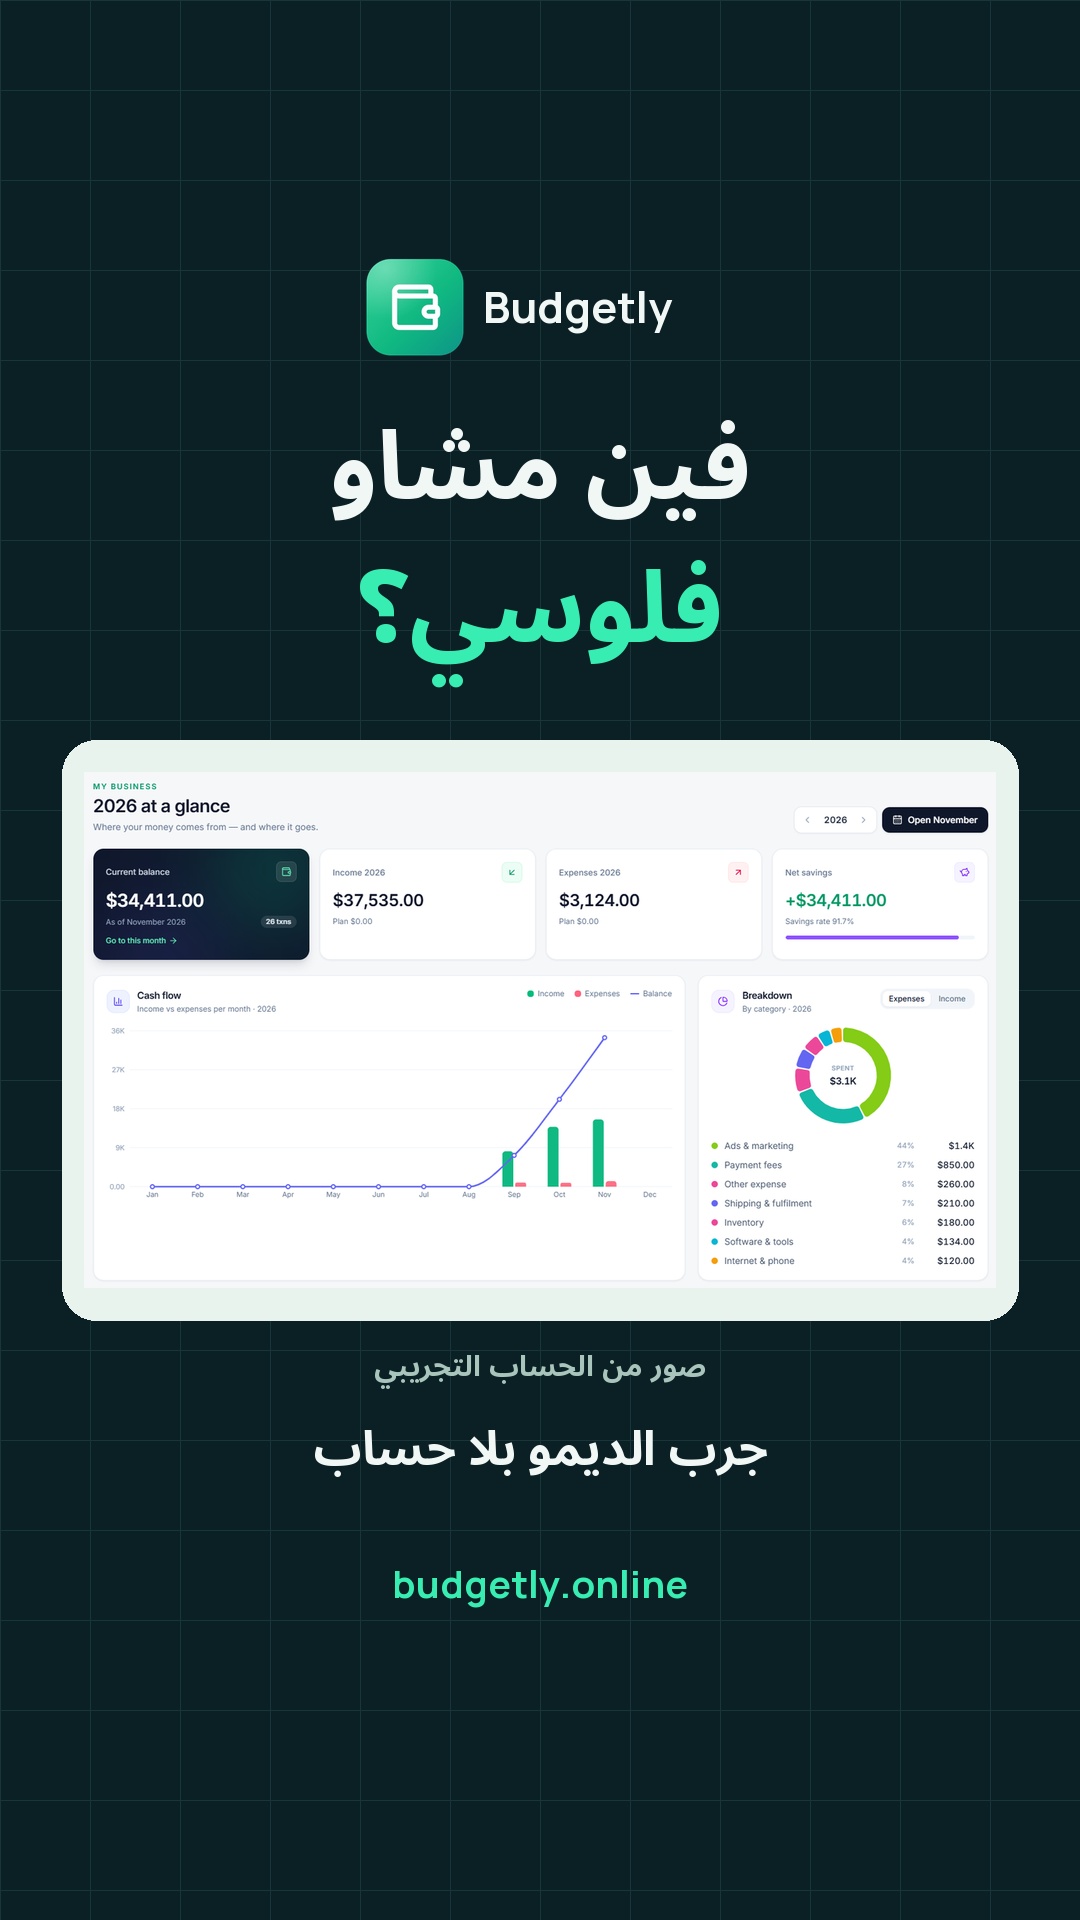 Budgetly
فين مشاو
فلوسي؟
MY BUSINESS
2026 at a glance
Where your money comes from — and where it goes.
2026
Open November
Current balance
$34,411.00
As of November 2026
26 txns
Go to this month →
Income 2026
$37,535.00
Plan $0.00
Expenses 2026
$3,124.00
Plan $0.00
Net savings
+$34,411.00
Savings rate 91.7%
Cash flow
Income vs expenses per month · 2026
Income Expenses Balance
36K
27K
18K
9K
0.00
Jan Feb Mar Apr May Jun Jul Aug Sep Oct Nov Dec
Breakdown
By category · 2026
Expenses Income
SPENT
$3.1K
Ads & marketing 44% $1.4K
Payment fees 27% $850.00
Other expense 8% $260.00
Shipping & fulfilment 7% $210.00
Inventory 6% $180.00
Software & tools 4% $134.00
Internet & phone 4% $120.00
صور من الحساب التجريبي
جرب الديمو بلا حساب
budgetly.online